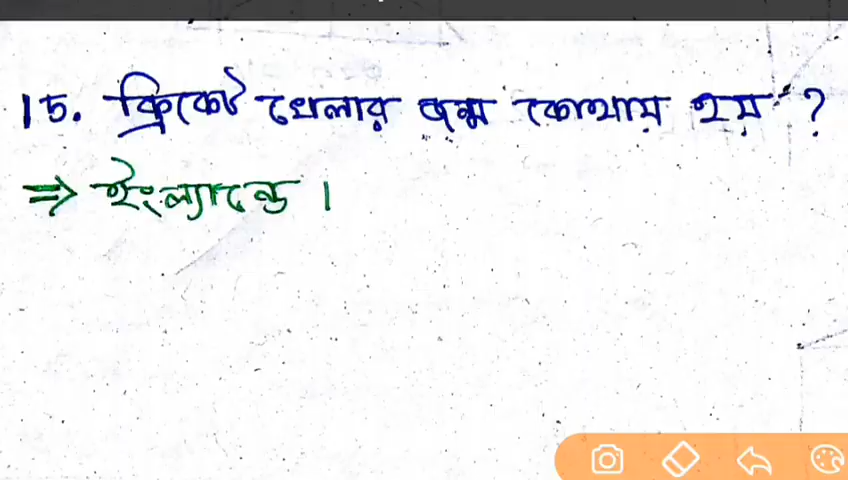 15. ক্রিকেট খেলার জন্ম কোথায় হয় ?
⇒ ইংল্যান্ডে ।